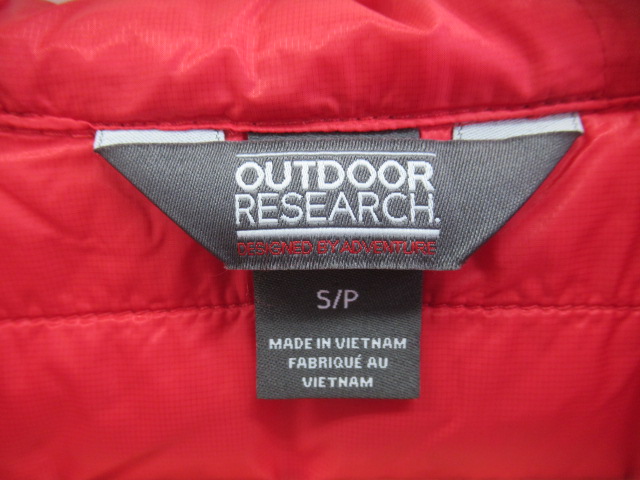 OUTDOOR
RESEARCH.
DESIGNED BY ADVENTURE
S/P
MADE IN VIETNAM
FABRIQUÉ AU
VIETNAM